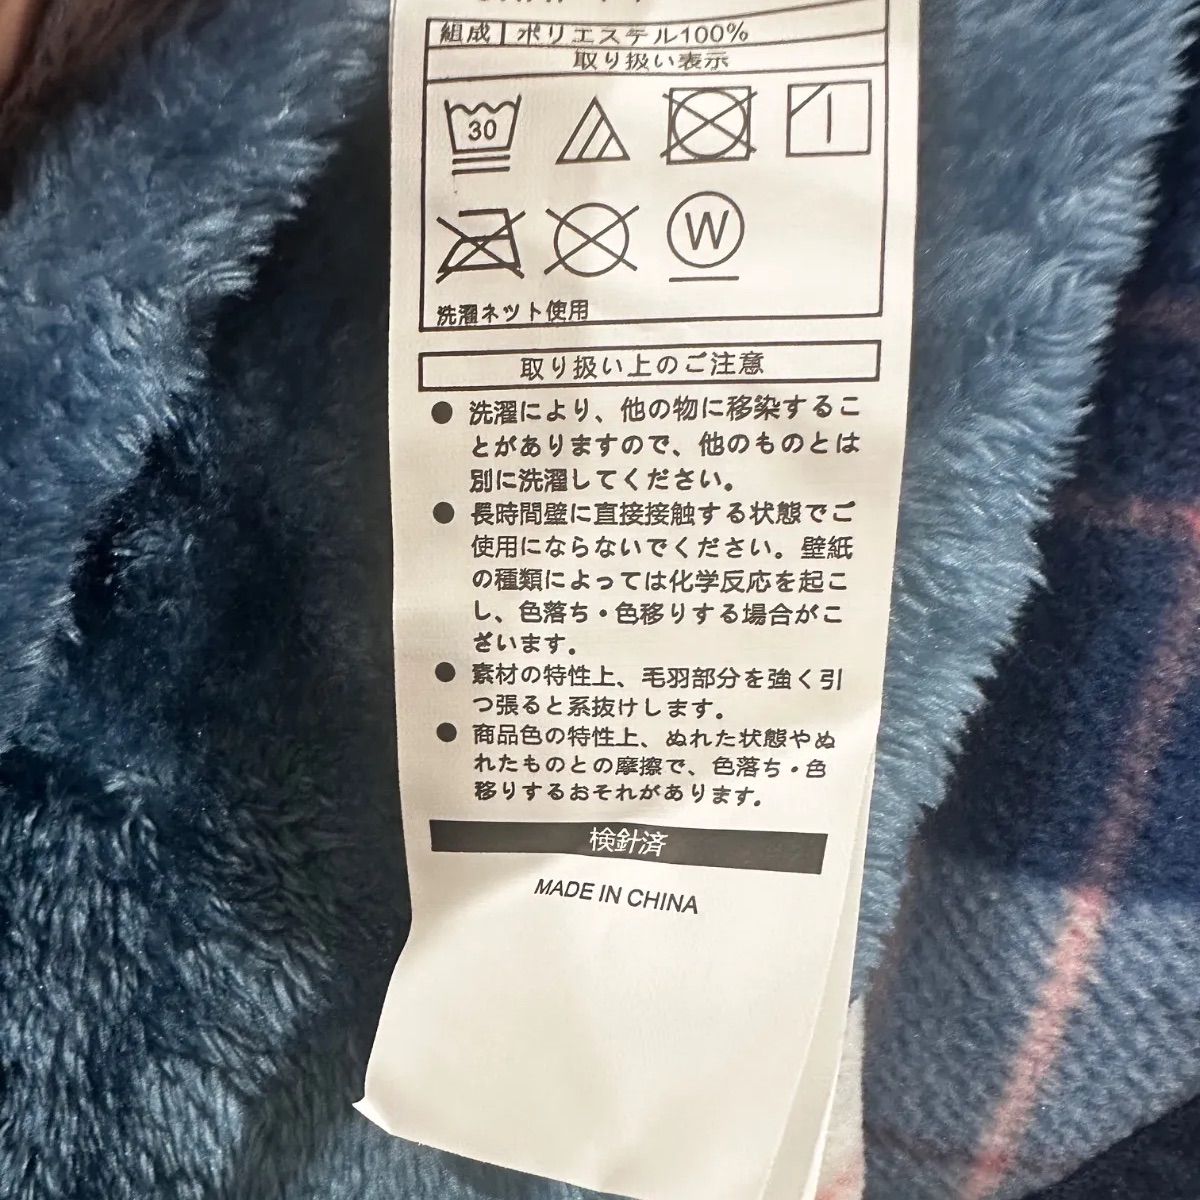 組成 ポリエステル100%
取り扱い表示
30
W
洗濯ネット使用
取り扱い上のご注意
● 洗濯により、他の物に移染するこ
とがありますので、他のものとは
別に洗濯してください。
● 長時間壁に直接接触する状態でご
使用にならないでください。壁紙
の種類によっては化学反応を起こ
し、色落ち・色移りする場合がご
ざいます。
● 素材の特性上、毛羽部分を強く引
っ張ると系抜けします。
● 商品色の特性上、ぬれた状態やぬ
れたものとの摩擦で、色落ち・色
移りするおそれがあります。
検針済
MADE IN CHINA